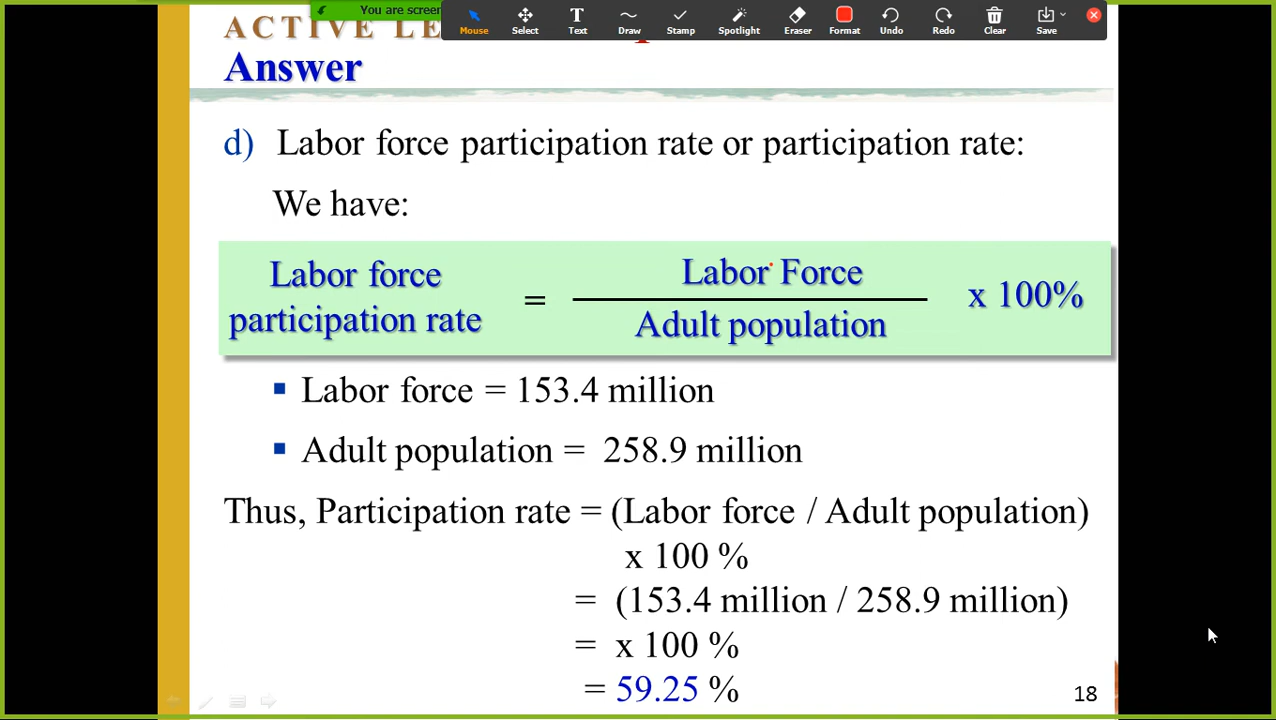 You are screen
Mouse Select Text Draw Stamp Spotlight Eraser Format Undo Redo Clear Save
ACTIVE LE
Answer
d) Labor force participation rate or participation rate:
We have:
Labor force participation rate = Labor Force / Adult population x 100%
▪ Labor force = 153.4 million
▪ Adult population = 258.9 million
Thus, Participation rate = (Labor force / Adult population)
x 100 %
= (153.4 million / 258.9 million)
= x 100 %
= 59.25 %
18